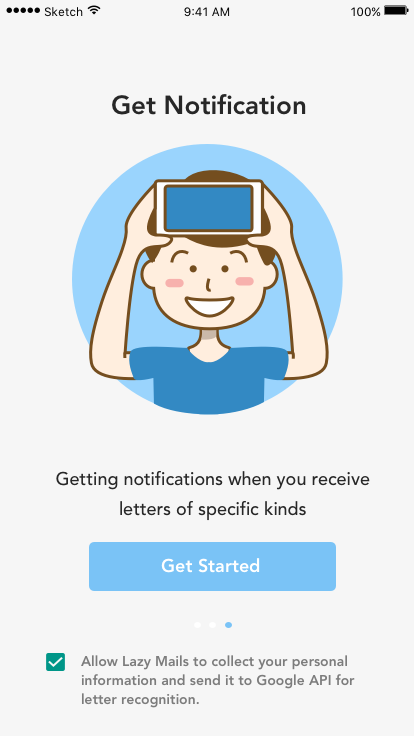 Sketch 9:41 AM 100%
Get Notification
Getting notifications when you receive
letters of specific kinds
Get Started
Allow Lazy Mails to collect your personal
information and send it to Google API for
letter recognition.